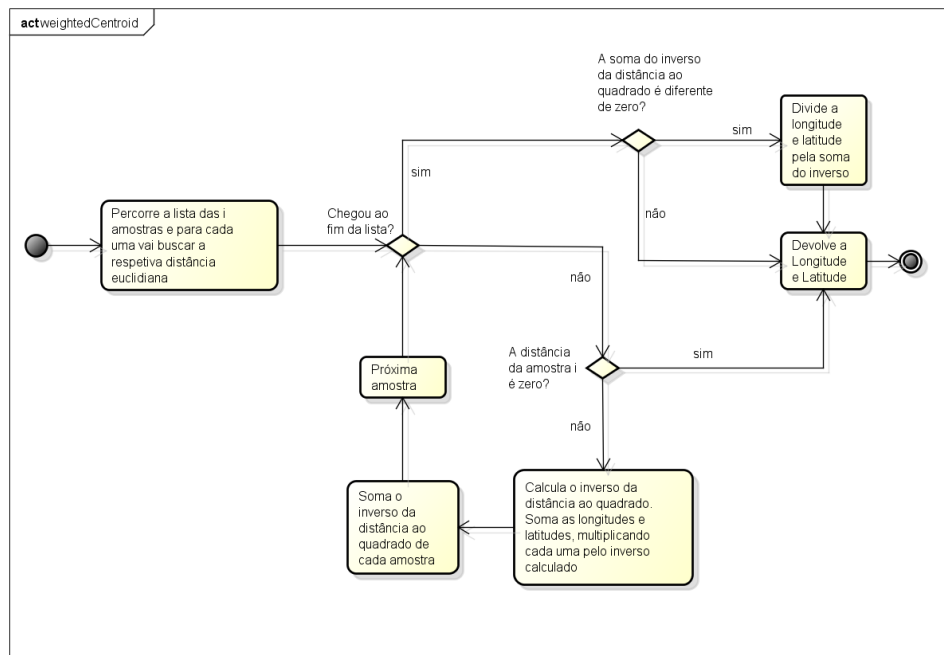 act weightedCentroid
A soma do inverso
da distância ao
quadrado é diferente
de zero?
sim
Divide a
longitude
e latitude
pela soma
do inverso
sim
não
Percorre a lista das i
amostras e para cada
uma vai buscar a
respetiva distância
euclidiana
Chegou ao
fim da lista?
Devolve a
Longitude
e Latitude
não
A distância
da amostra i
é zero?
sim
Próxima
amostra
não
Soma o
inverso da
distância ao
quadrado de
cada amostra
Calcula o inverso da
distância ao quadrado.
Soma as longitudes e
latitudes, multiplicando
cada uma pelo inverso
calculado